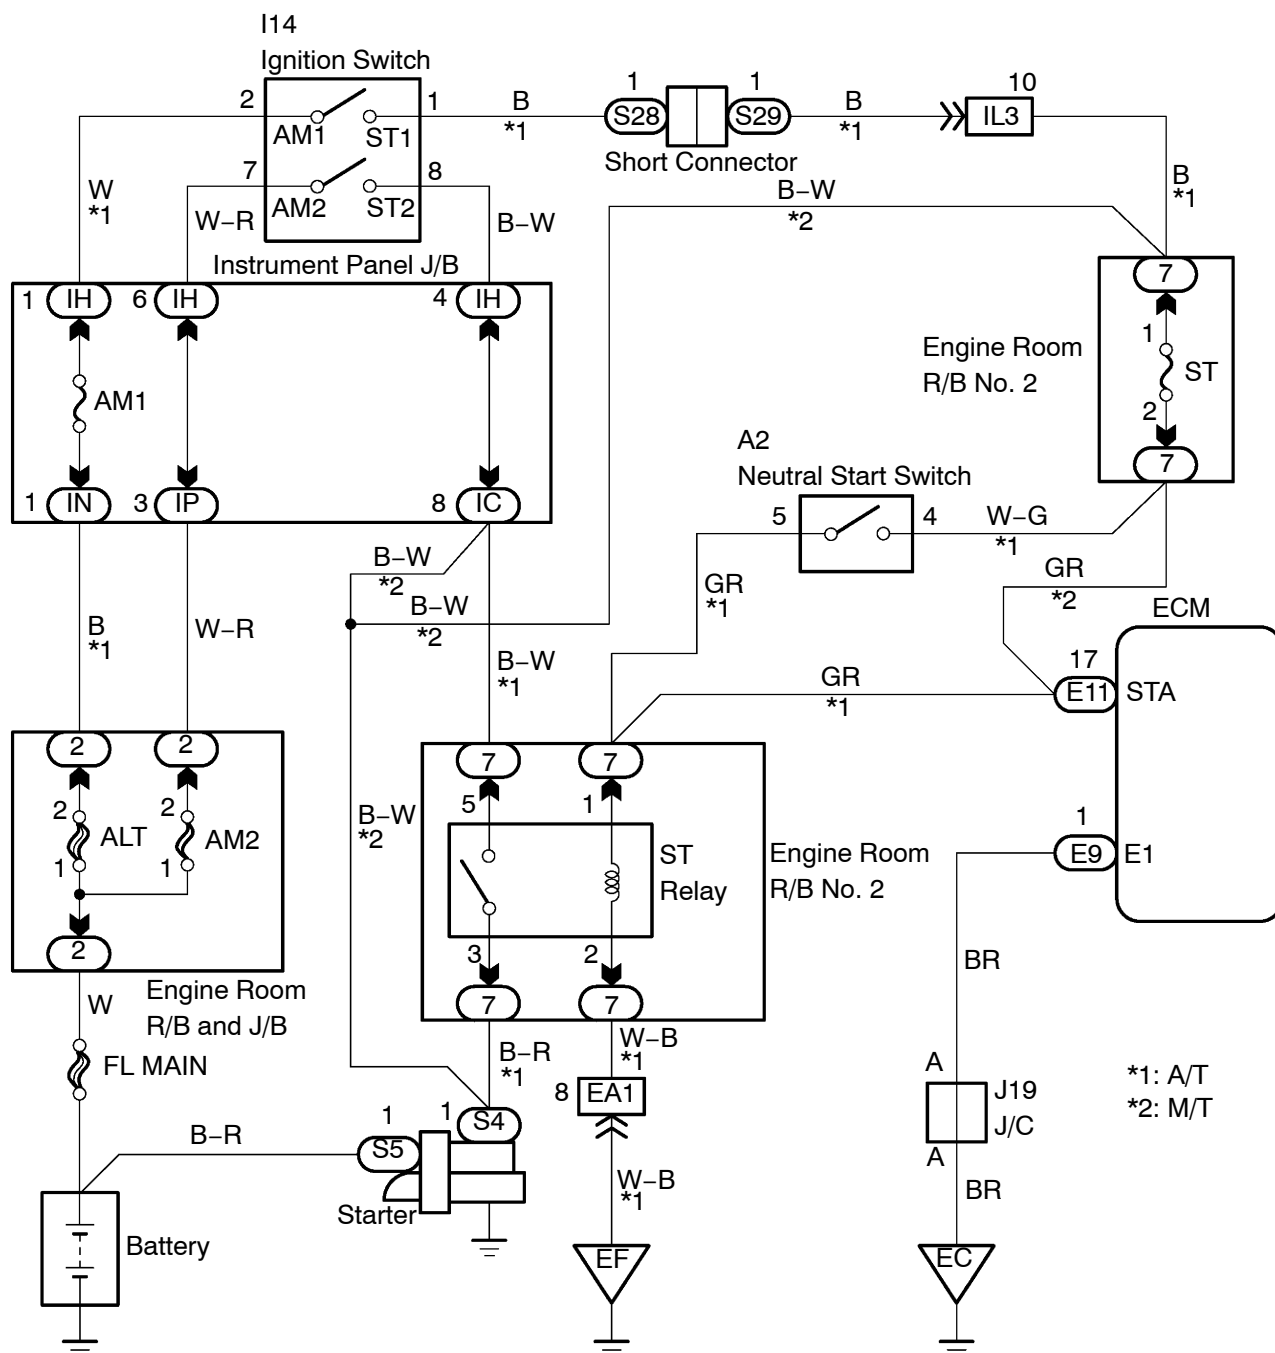 I14
Ignition Switch
2
1
B
*1
1
1
S28
S29
B
*1
10
IL3
AM1
ST1
Short Connector
7
8
AM2
ST2
W
*1
W–R
B–W
B–W
*2
B
*1
Instrument Panel J/B
1
IH
6
IH
4
IH
7
1
ST
2
7
Engine Room
R/B No. 2
AM1
1
IN
3
IP
8
IC
A2
Neutral Start Switch
5
4
W–G
*1
B–W
*2
B–W
*2
GR
*1
GR
*2
ECM
B
*1
W–R
B–W
*1
GR
*1
17
E11
STA
2
2
7
7
2
2
ALT
AM2
1
1
2
B–W
*2
5
1
ST
Relay
Engine Room
R/B No. 2
1
E9
E1
3
2
7
7
Engine Room
R/B and J/B
W
FL MAIN
B–R
*1
W–B
*1
8
EA1
BR
A
J19
J/C
A
*1: A/T
*2: M/T
B–R
1
S5
1
S4
W–B
*1
BR
Starter
Battery
EF
EC